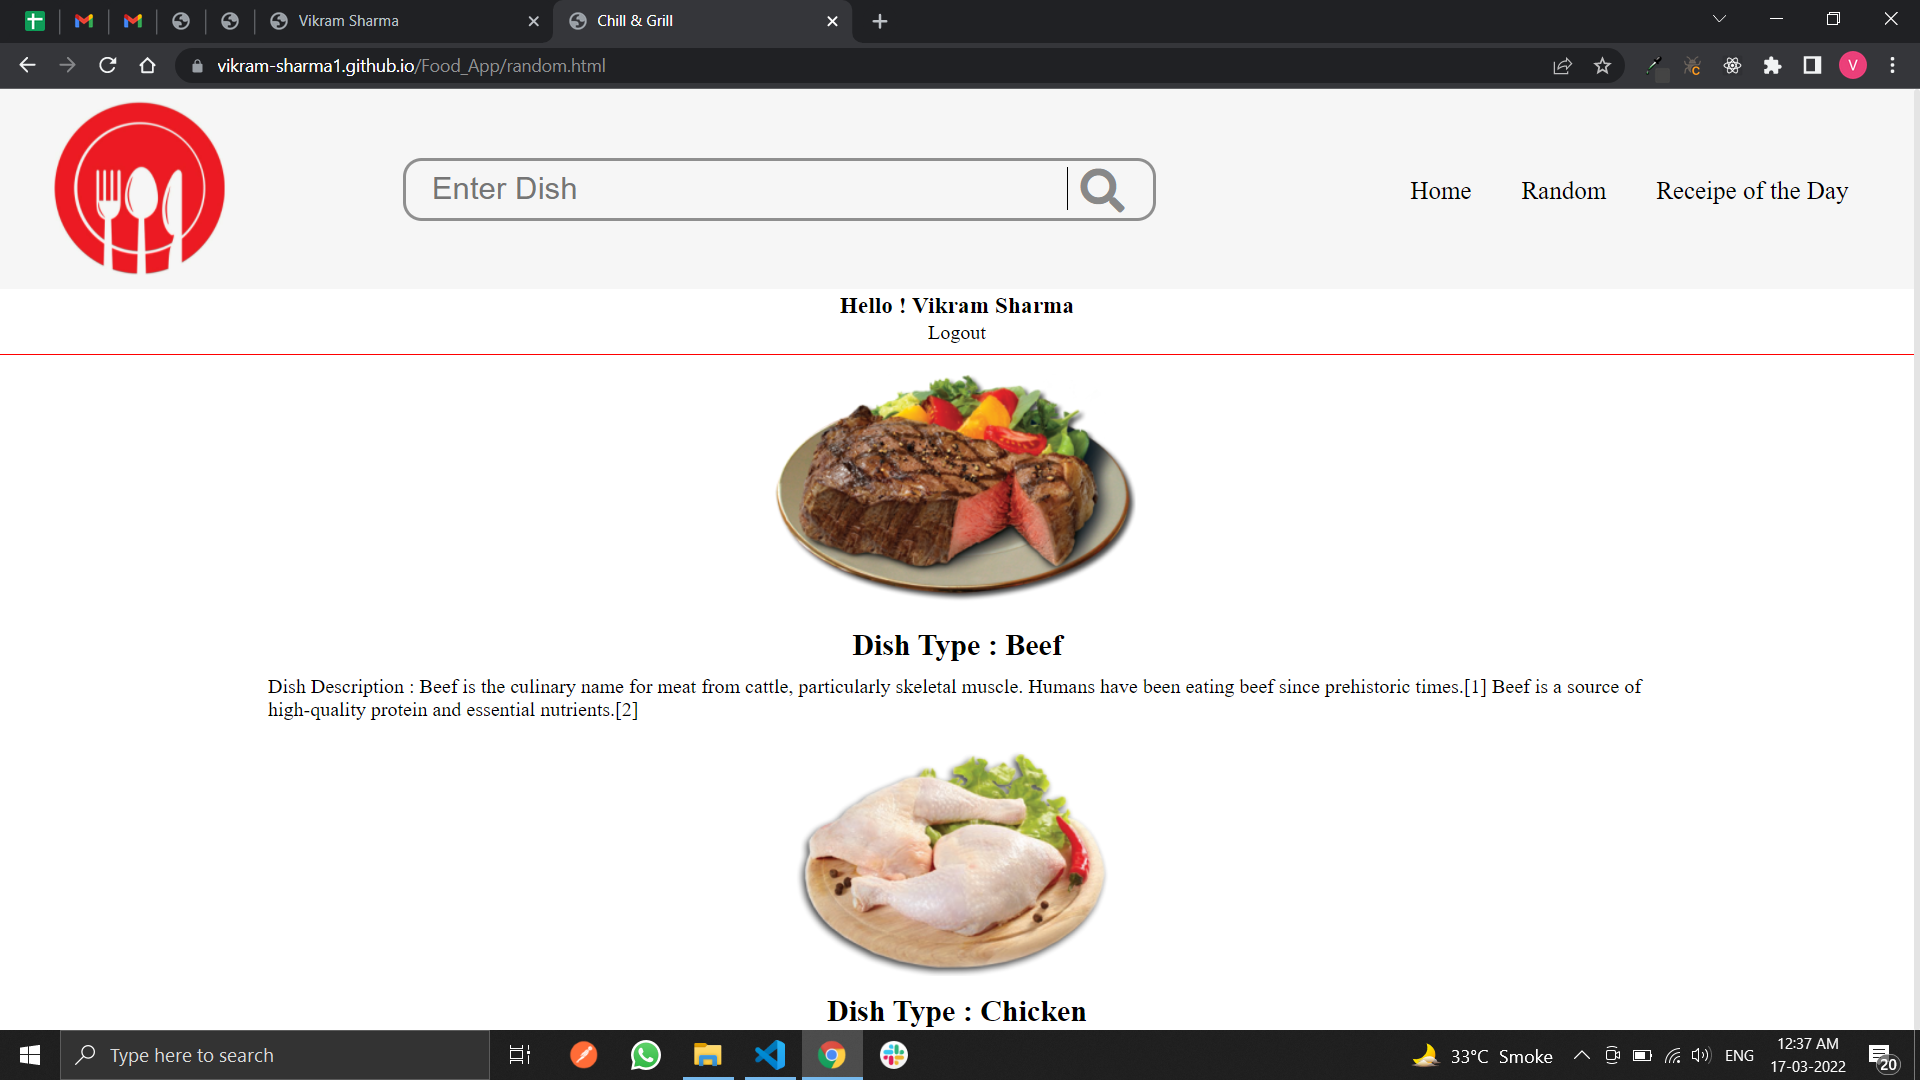 Vikram Sharma
Chill & Grill
vikram-sharma1.github.io/Food_App/random.html
C
V
Enter Dish
Home Random Receipe of the Day
Hello ! Vikram Sharma
Logout
Dish Type : Beef
Dish Description : Beef is the culinary name for meat from cattle, particularly skeletal muscle. Humans have been eating beef since prehistoric times.[1] Beef is a source of
high-quality protein and essential nutrients.[2]
Dish Type : Chicken
Type here to search
33°C Smoke
ENG
12:37 AM
17-03-2022
20